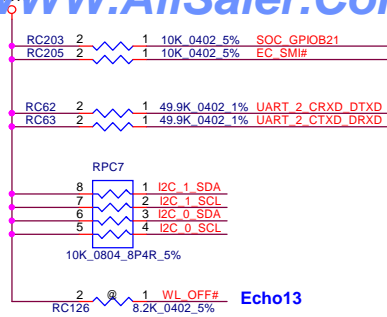 WWW.AliSaler.Com
RC203 2 1 10K_0402_5% SOC_GPIOB21
RC205 2 1 10K_0402_5% EC_SMI#
RC62 2 1 49.9K_0402_1% UART_2_CRXD_DTXD
RC63 2 1 49.9K_0402_1% UART_2_CTXD_DRXD
RPC7
8 1 I2C_1_SDA
7 2 I2C_1_SCL
6 3 I2C_0_SDA
5 4 I2C_0_SCL
10K_0804_8P4R_5%
2 @ 1 WL_OFF# Echo13
RC126 8.2K_0402_5%